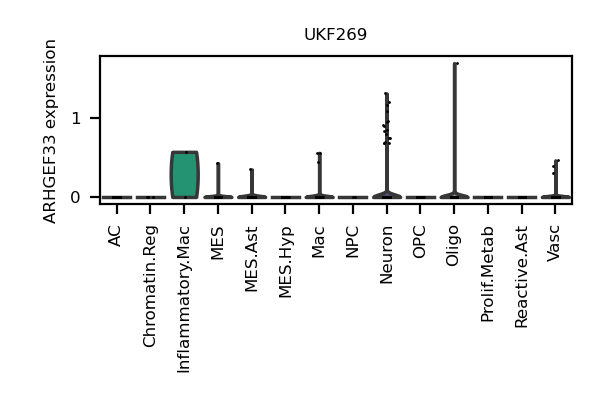 UKF269
ARHGEF33 expression
1
0
AC
Chromatin.Reg
Inflammatory.Mac
MES
MES.Ast
MES.Hyp
Mac
NPC
Neuron
OPC
Oligo
Prolif.Metab
Reactive.Ast
Vasc